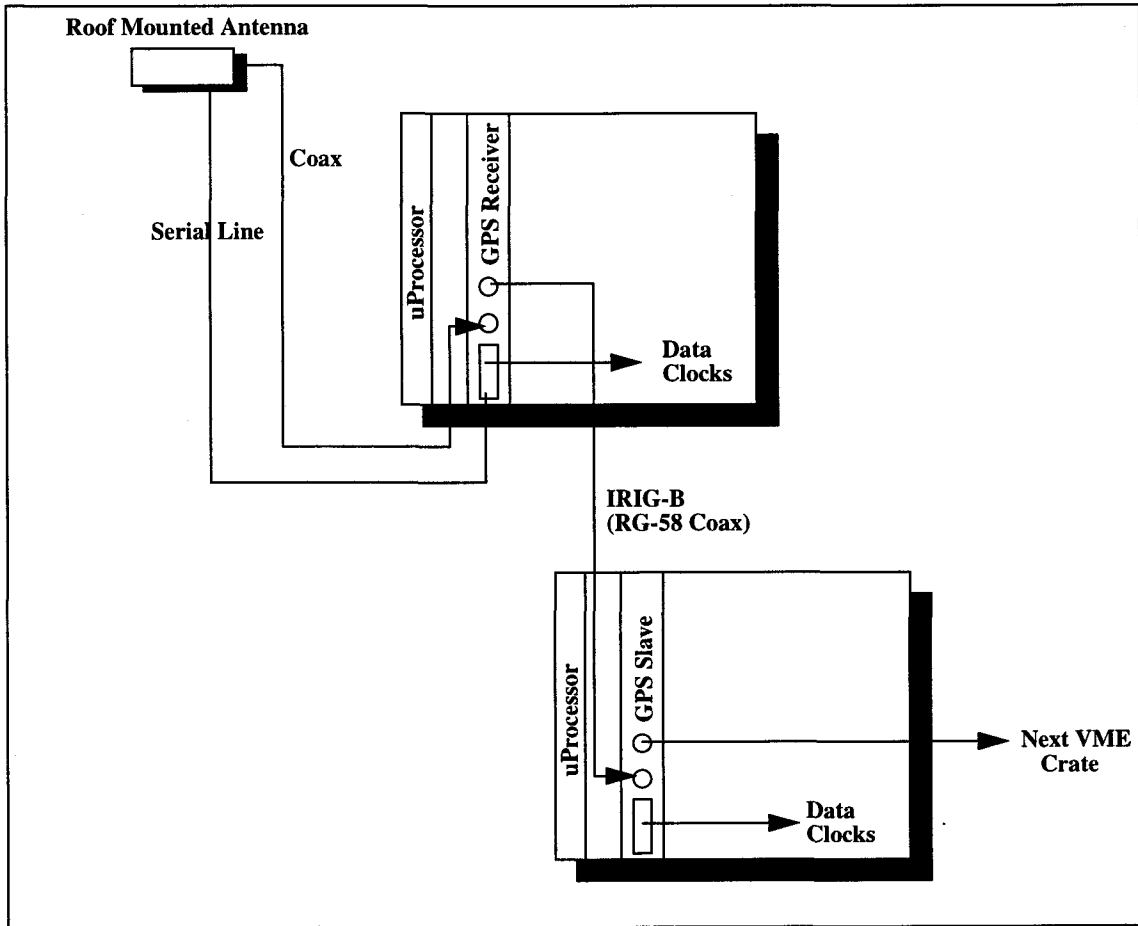 Roof Mounted Antenna
Coax
Serial Line
uProcessor
GPS Receiver
Data
Clocks
IRIG-B
(RG-58 Coax)
uProcessor
GPS Slave
Next VME
Crate
Data
Clocks